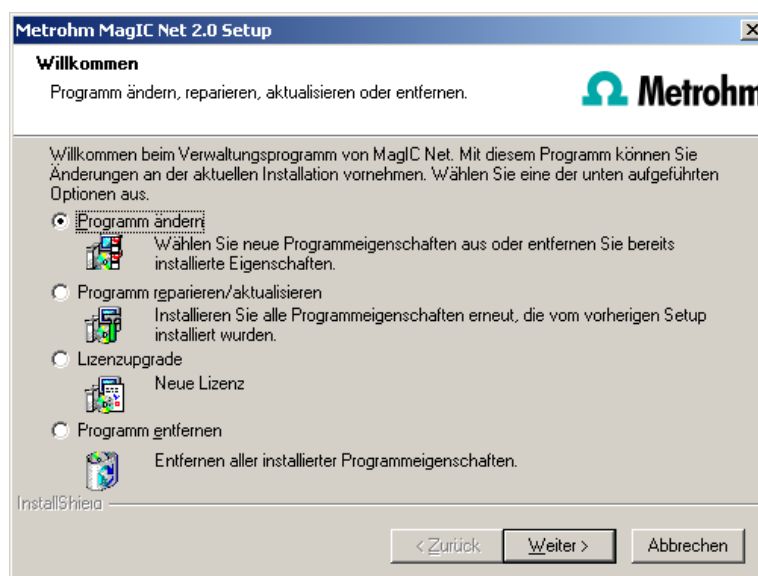 Metrohm MagIC Net 2.0 Setup
Willkommen
Programm ändern, reparieren, aktualisieren oder entfernen.
Metrohm
Willkommen beim Verwaltungsprogramm von MagIC Net. Mit diesem Programm können Sie
Änderungen an der aktuellen Installation vornehmen. Wählen Sie eine der unten aufgeführten
Optionen aus.
Programm ändern
Wählen Sie neue Programmeigenschaften aus oder entfernen Sie bereits
installierte Eigenschaften.
Programm reparieren/aktualisieren
Installieren Sie alle Programmeigenschaften erneut, die vom vorherigen Setup
installiert wurden.
Lizenzupgrade
Neue Lizenz
Programm entfernen
Entfernen aller installierter Programmeigenschaften.
InstallShield
< Zurück
Weiter >
Abbrechen